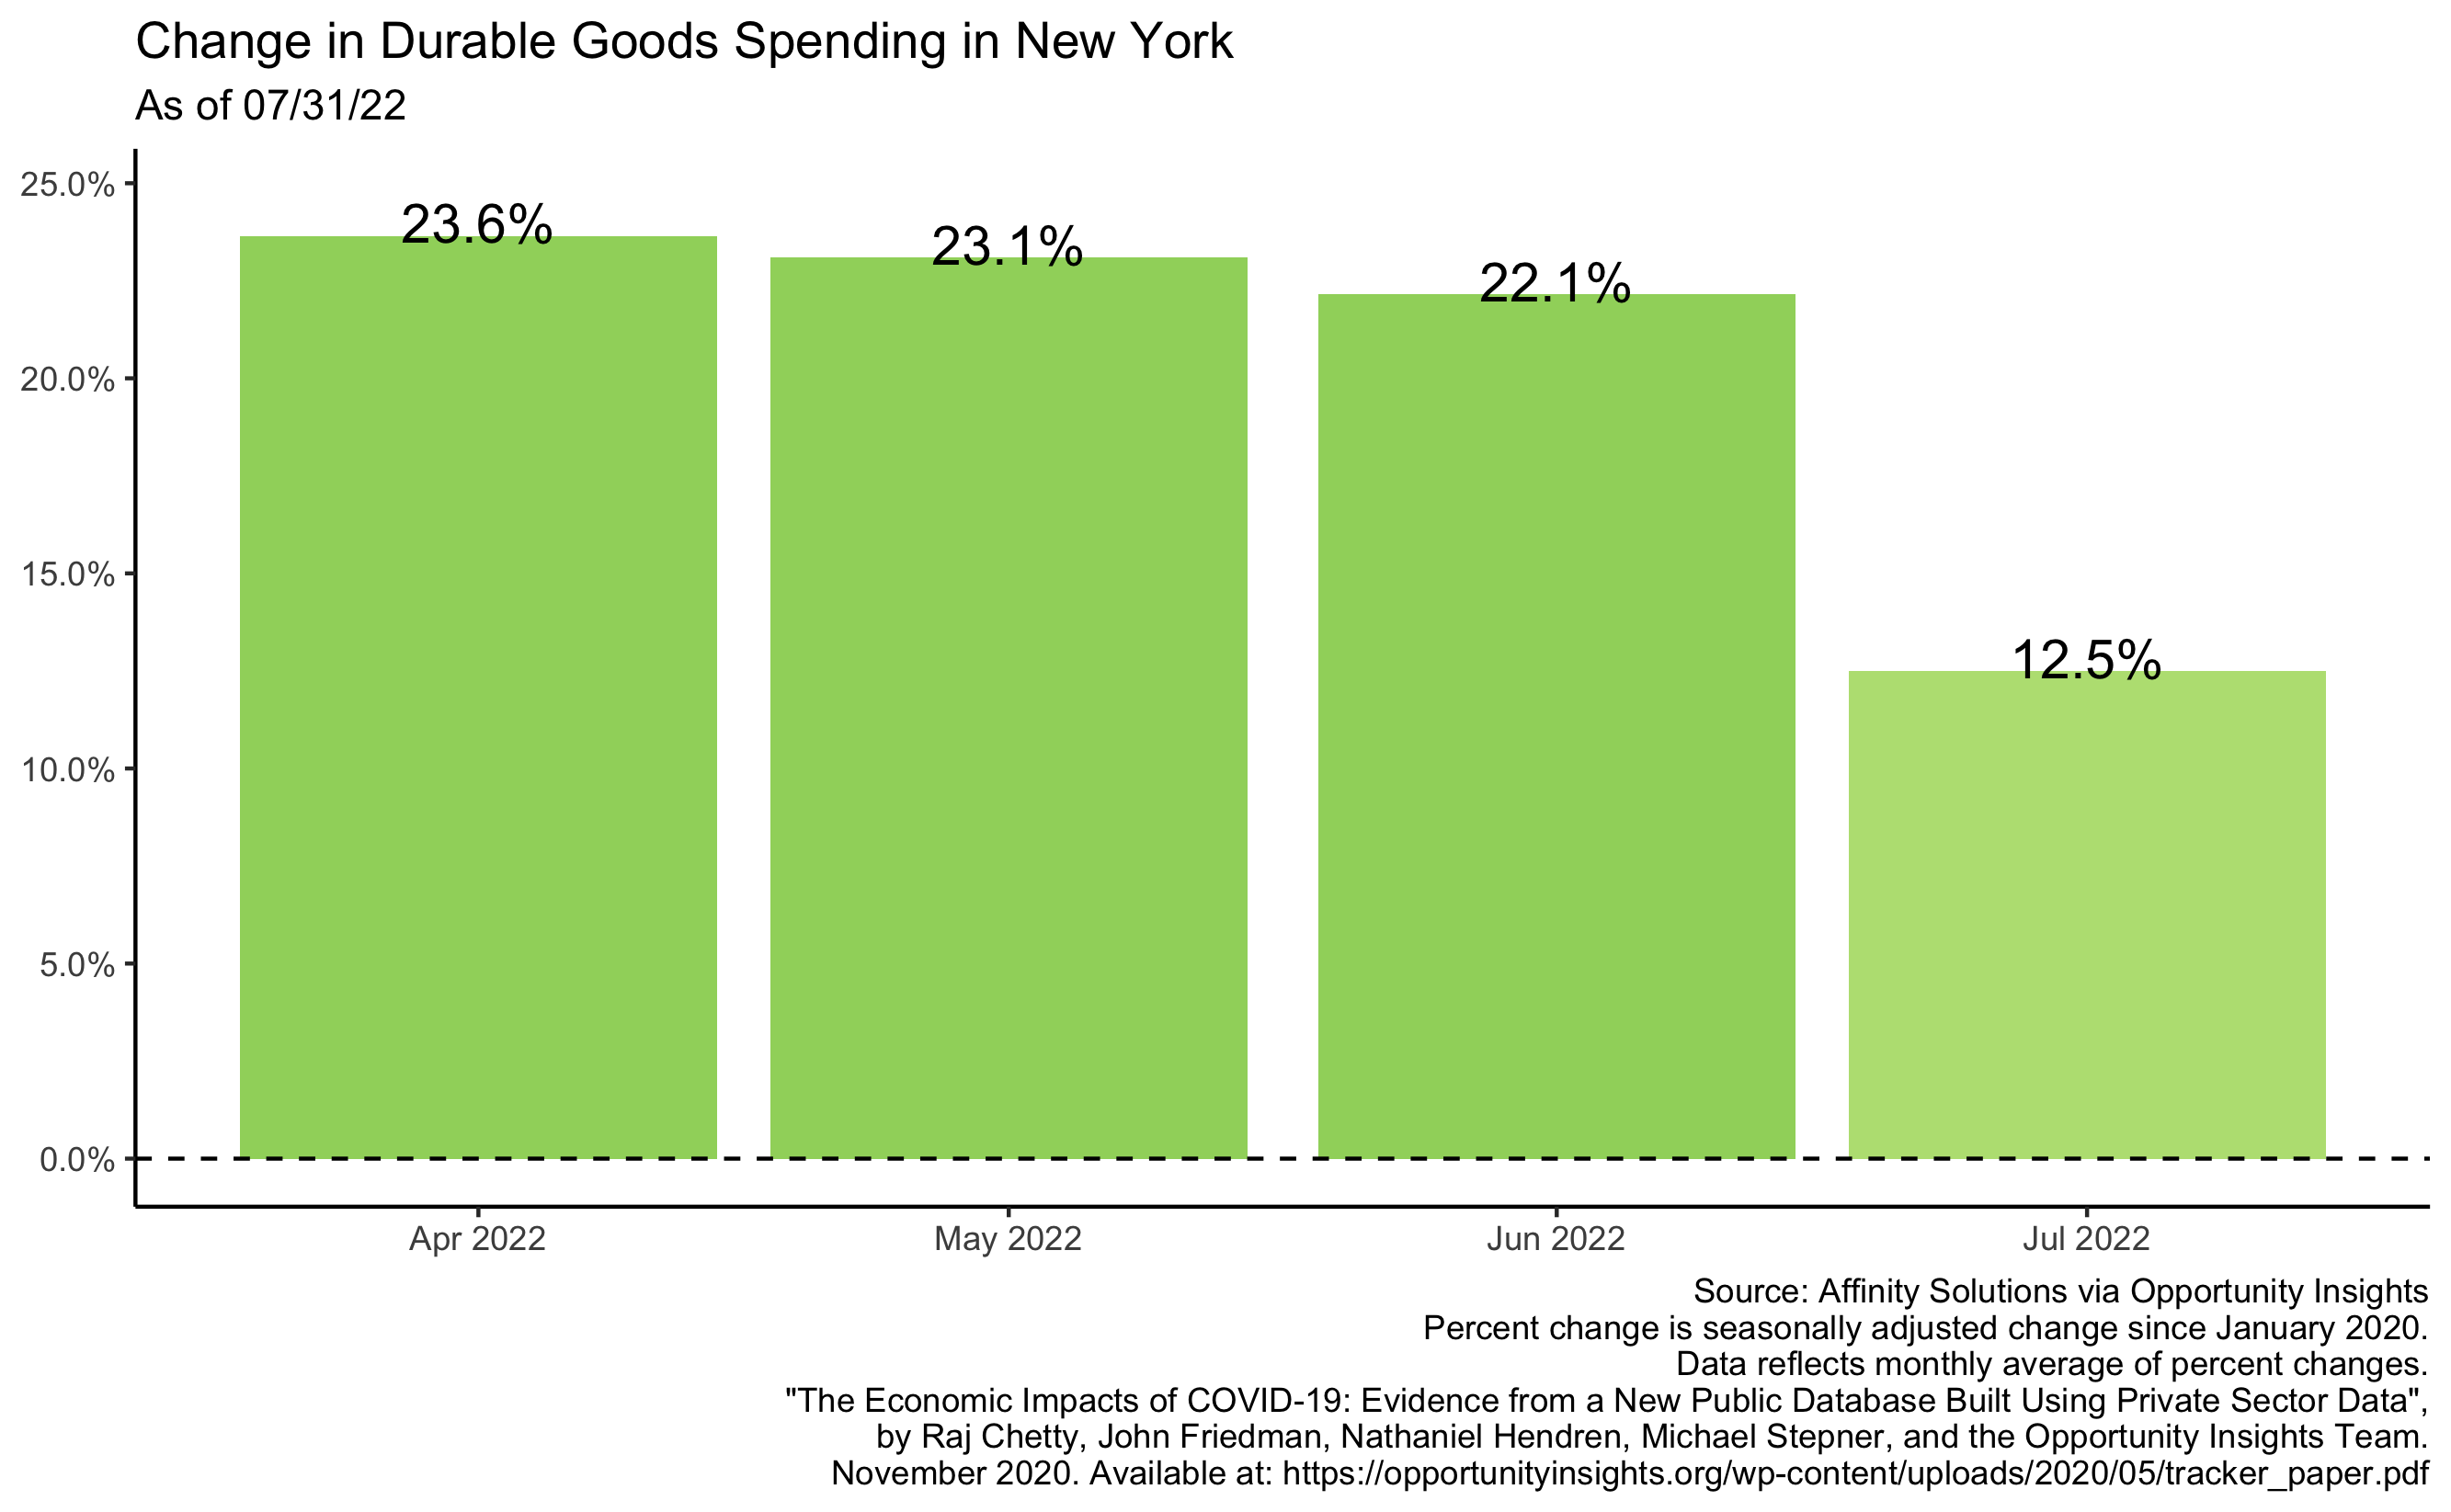 Change in Durable Goods Spending in New York
As of 07/31/22
25.0%
20.0%
15.0%
10.0%
5.0%
0.0%
23.6%
23.1%
22.1%
12.5%
Apr 2022
May 2022
Jun 2022
Jul 2022
Source: Affinity Solutions via Opportunity Insights
Percent change is seasonally adjusted change since January 2020.
Data reflects monthly average of percent changes.
"The Economic Impacts of COVID-19: Evidence from a New Public Database Built Using Private Sector Data",
by Raj Chetty, John Friedman, Nathaniel Hendren, Michael Stepner, and the Opportunity Insights Team.
November 2020. Available at: https://opportunityinsights.org/wp-content/uploads/2020/05/tracker_paper.pdf